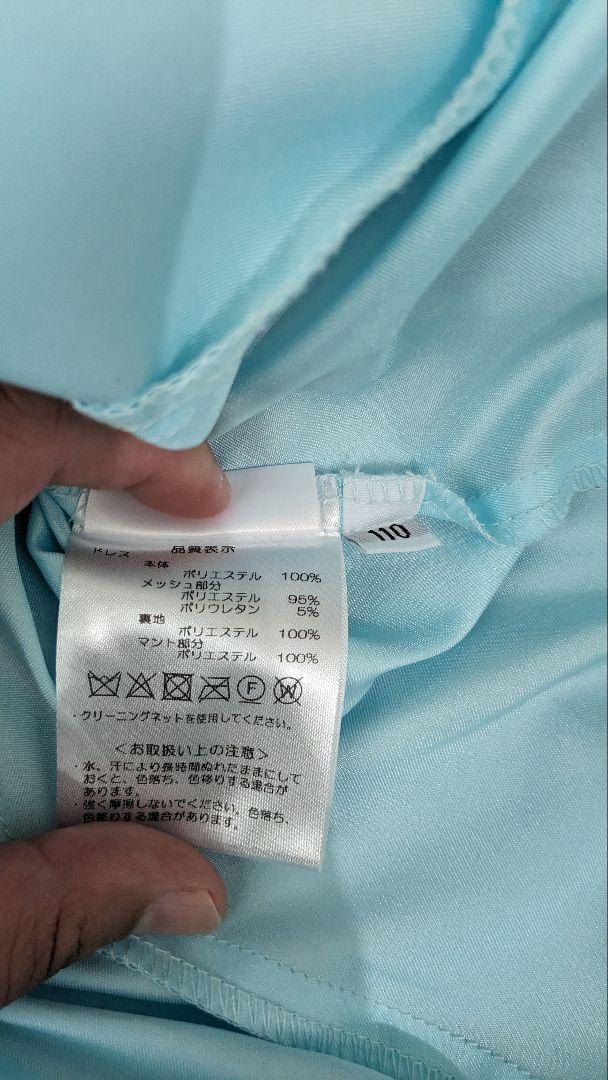 110
品質表示
ドレス
本体
ポリエステル 100%
メッシュ部分
ポリエステル 95%
ポリウレタン 5%
裏地
ポリエステル 100%
マント部分
ポリエステル 100%
F W
・クリーニングネットを使用してください。
＜お取扱い上の注意＞
・水、汗により長時間ぬれたままにして
おくと、色落ち、色移りする場合が
あります。
・強く摩擦しないでください。色落ち、
色移りする場合があります。